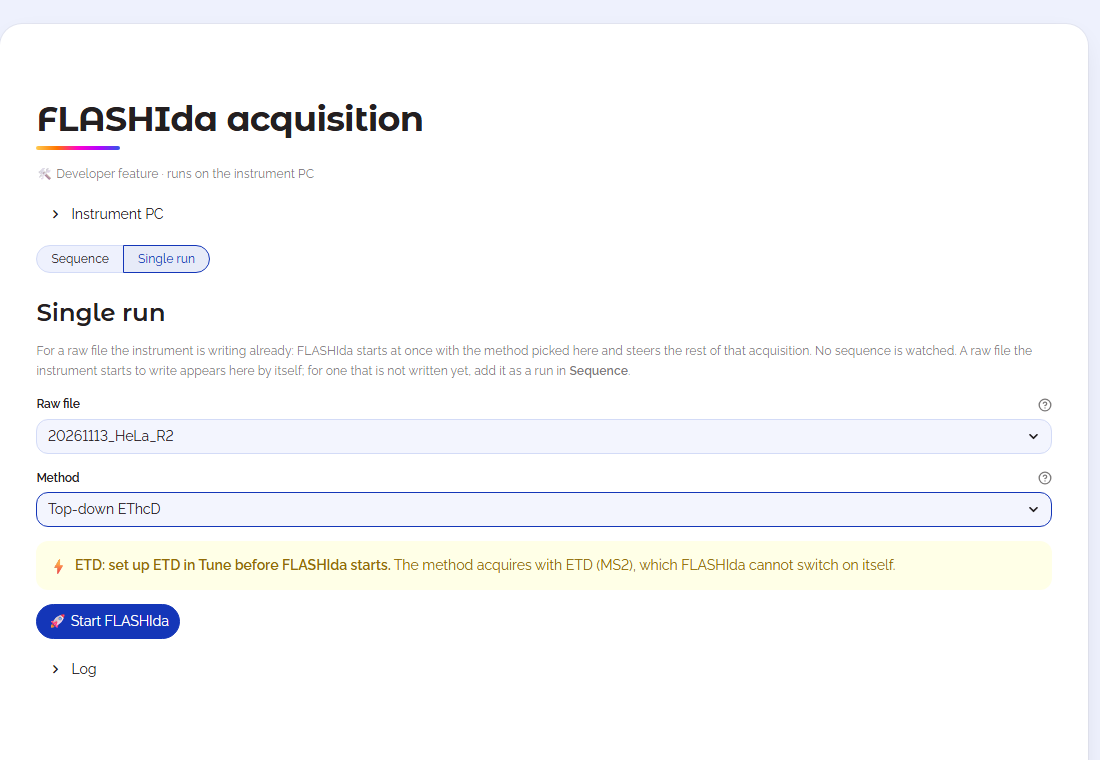 FLASHIda acquisition
🛠️ Developer feature · runs on the instrument PC
Instrument PC
Sequence
Single run
Single run
For a raw file the instrument is writing already: FLASHIda starts at once with the method picked here and steers the rest of that acquisition. No sequence is watched. A raw file the
instrument starts to write appears here by itself; for one that is not written yet, add it as a run in Sequence.
Raw file
20261113_HeLa_R2
Method
Top-down EThcD
⚡ ETD: set up ETD in Tune before FLASHIda starts. The method acquires with ETD (MS2), which FLASHIda cannot switch on itself.
🚀 Start FLASHIda
Log